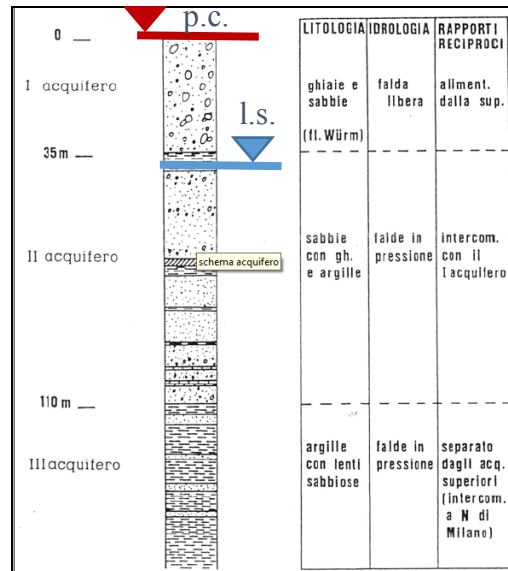 p.c.
0
I acquifero
35m
l.s.
II acquifero
schema acquifero
110 m
III acquifero
LITOLOGIA
IDROLOGIA
RAPPORTI
RECIPROCI
ghiaie e
sabbie
(fl. Würm)
falda
libera
aliment.
dalla sup.
sabbie
con gh.
e argille
falde in
pressione
intercom.
con il
I acquifero
argille
con lenti
sabbiose
falde in
pressione
separato
dagli acq.
superiori
(intercom.
a N di
Milano)